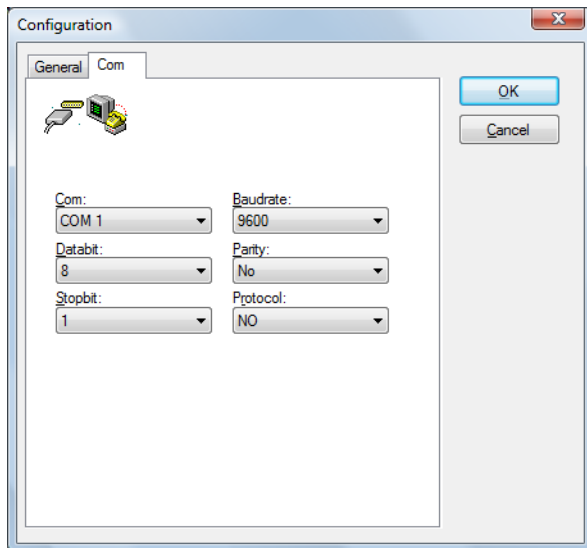 Configuration
General Com
OK
Cancel
Com: Baudrate:
COM 1 9600
Databit: Parity:
8 No
Stopbit: Protocol:
1 NO